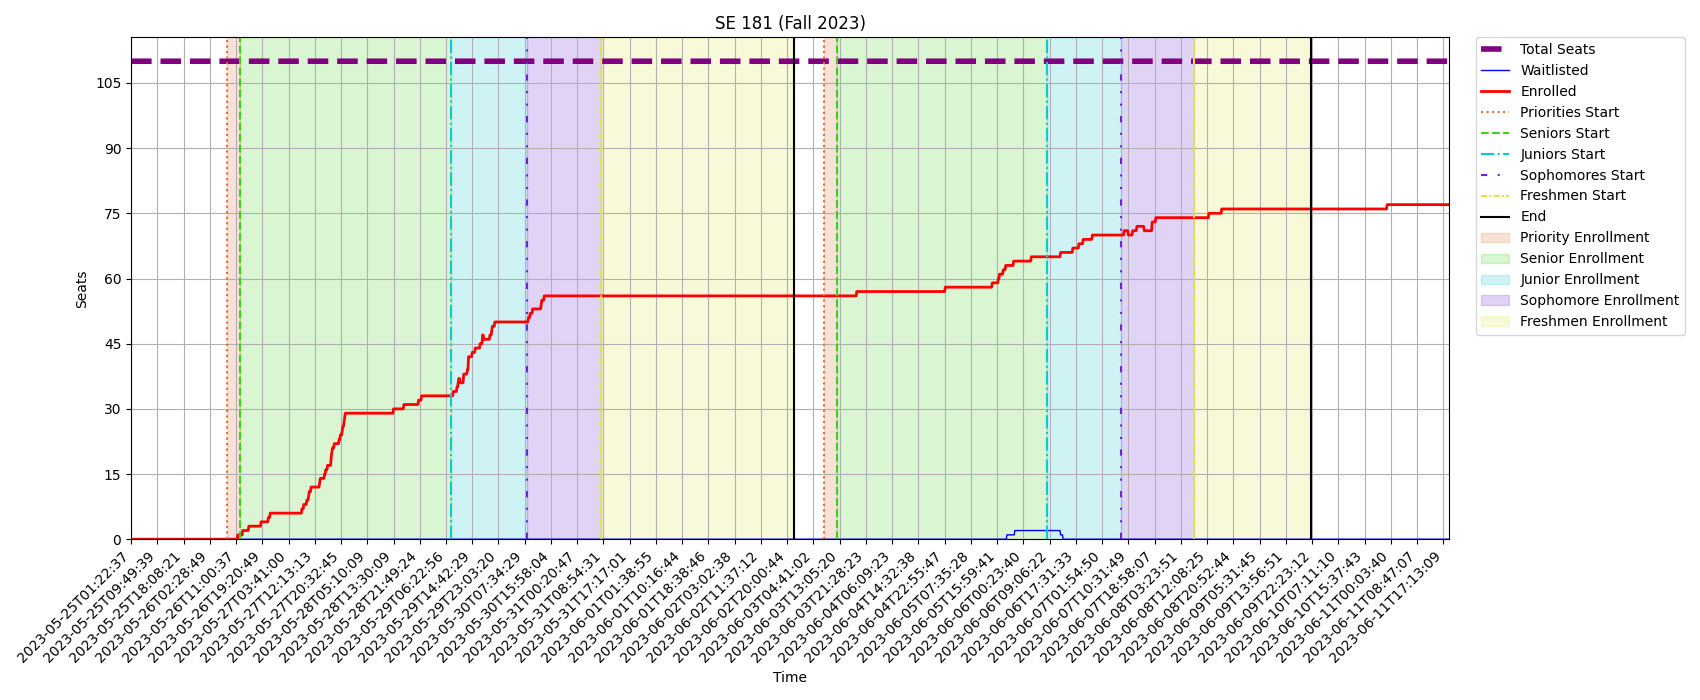 SE 181 (Fall 2023)
Seats
105
90
75
60
45
30
15
0
2023-05-25T01:22:37
2023-05-25T09:49:39
2023-05-25T18:08:21
2023-05-26T02:28:49
2023-05-26T11:00:37
2023-05-26T19:20:49
2023-05-27T03:41:00
2023-05-27T12:13:13
2023-05-27T20:32:45
2023-05-28T05:10:09
2023-05-28T13:30:09
2023-05-28T21:49:24
2023-05-29T06:22:56
2023-05-29T14:42:29
2023-05-29T23:03:20
2023-05-30T07:34:29
2023-05-30T15:58:04
2023-05-31T00:20:47
2023-05-31T08:54:31
2023-05-31T17:17:01
2023-06-01T01:38:55
2023-06-01T10:16:44
2023-06-01T18:38:46
2023-06-02T03:02:38
2023-06-02T11:37:12
2023-06-02T20:00:44
2023-06-03T04:41:02
2023-06-03T13:05:20
2023-06-03T21:28:23
2023-06-04T06:09:23
2023-06-04T14:32:38
2023-06-04T22:55:47
2023-06-05T07:35:28
2023-06-05T15:59:41
2023-06-06T00:23:40
2023-06-06T09:06:22
2023-06-06T17:31:33
2023-06-07T01:54:50
2023-06-07T10:31:49
2023-06-07T18:58:07
2023-06-08T03:23:51
2023-06-08T12:08:25
2023-06-08T20:52:44
2023-06-09T05:31:45
2023-06-09T13:56:51
2023-06-09T22:23:12
2023-06-10T07:11:10
2023-06-10T15:37:43
2023-06-11T00:03:40
2023-06-11T08:47:07
2023-06-11T17:13:09
Time
Total Seats
Waitlisted
Enrolled
Priorities Start
Seniors Start
Juniors Start
Sophomores Start
Freshmen Start
End
Priority Enrollment
Senior Enrollment
Junior Enrollment
Sophomore Enrollment
Freshmen Enrollment